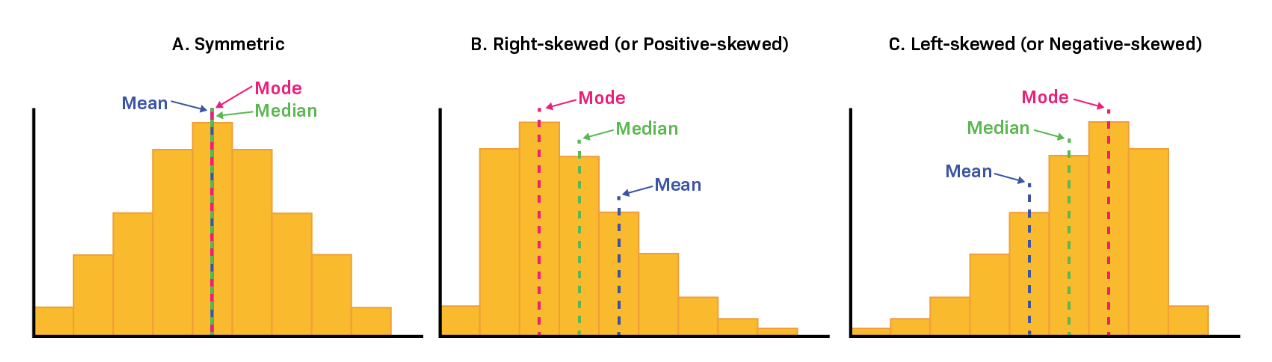 A. Symmetric
Mean
Mode
Median
B. Right-skewed (or Positive-skewed)
Mode
Median
Mean
C. Left-skewed (or Negative-skewed)
Mode
Median
Mean